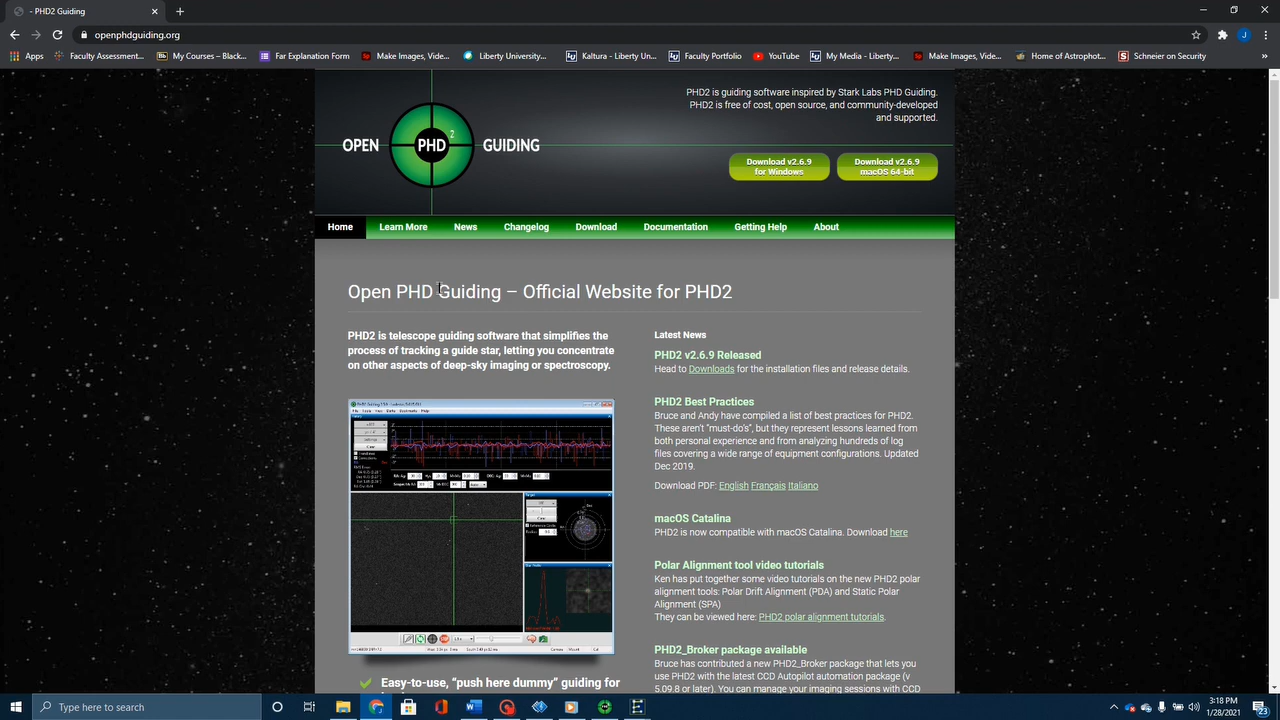 - PHD2 Guiding
openphdguiding.org
Apps
Faculty Assessment...
My Courses – Black...
Far Explanation Form
Make Images, Vide...
Liberty University...
Kaltura - Liberty Un...
Faculty Portfolio
YouTube
My Media - Liberty...
Make Images, Vide...
Home of Astrophot...
Schneier on Security
OPEN PHD 2 GUIDING
PHD2 is guiding software inspired by Stark Labs PHD Guiding.
PHD2 is free of cost, open source, and community-developed
and supported.
Download v2.6.9
for Windows
Download v2.6.9
macOS 64-bit
Home
Learn More
News
Changelog
Download
Documentation
Getting Help
About
Open PHD Guiding – Official Website for PHD2
PHD2 is telescope guiding software that simplifies the
process of tracking a guide star, letting you concentrate
on other aspects of deep-sky imaging or spectroscopy.
Easy-to-use, “push here dummy” guiding for
Latest News
PHD2 v2.6.9 Released
Head to Downloads for the installation files and release details.
PHD2 Best Practices
Bruce and Andy have compiled a list of best practices for PHD2.
These aren't “must-do's”, but they represent lessons learned from
both personal experience and from analyzing hundreds of log
files covering a wide range of equipment configurations. Updated
Dec 2019.
Download PDF: English Français Italiano
macOS Catalina
PHD2 is now compatible with macOS Catalina. Download here
Polar Alignment tool video tutorials
Ken has put together some video tutorials on the new PHD2 polar
alignment tools: Polar Drift Alignment (PDA) and Static Polar
Alignment (SPA)
They can be viewed here: PHD2 polar alignment tutorials.
PHD2_Broker package available
Bruce has contributed a new PHD2_Broker package that lets you
use PHD2 with the latest CCD Autopilot automation package (v
5.09.8 or later). You can manage your imaging sessions with CCD
Type here to search
3:18 PM
1/28/2021
23